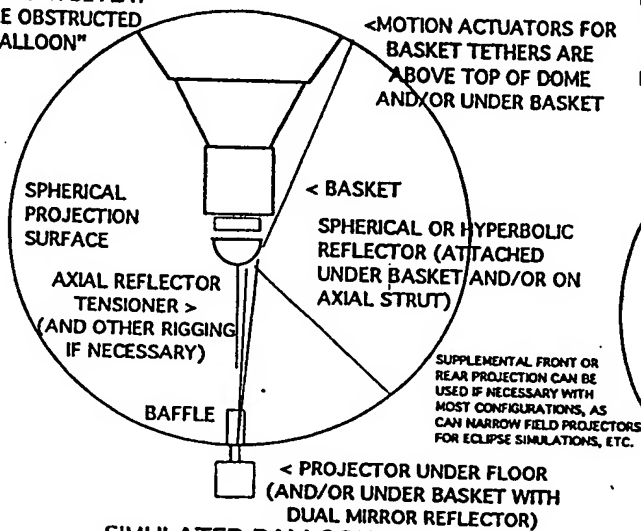 E OBSTRUCTED
ALLOON"
<MOTION ACTUATORS FOR
BASKET TETHERS ARE
ABOVE TOP OF DOME
AND/OR UNDER BASKET
SPHERICAL
PROJECTION
SURFACE
< BASKET
SPHERICAL OR HYPERBOLIC
REFLECTOR (ATTACHED
UNDER BASKET AND/OR ON
AXIAL STRUT)
AXIAL REFLECTOR
TENSIONER >
(AND OTHER RIGGING
IF NECESSARY)
SUPPLEMENTAL FRONT OR
REAR PROJECTION CAN BE
USED IF NECESSARY WITH
MOST CONFIGURATIONS, AS
CAN NARROW FIELD PROJECTORS
FOR ECLIPSE SIMULATIONS, ETC.
BAFFLE
< PROJECTOR UNDER FLOOR
(AND/OR UNDER BASKET WITH
DUAL MIRROR REFLECTOR)